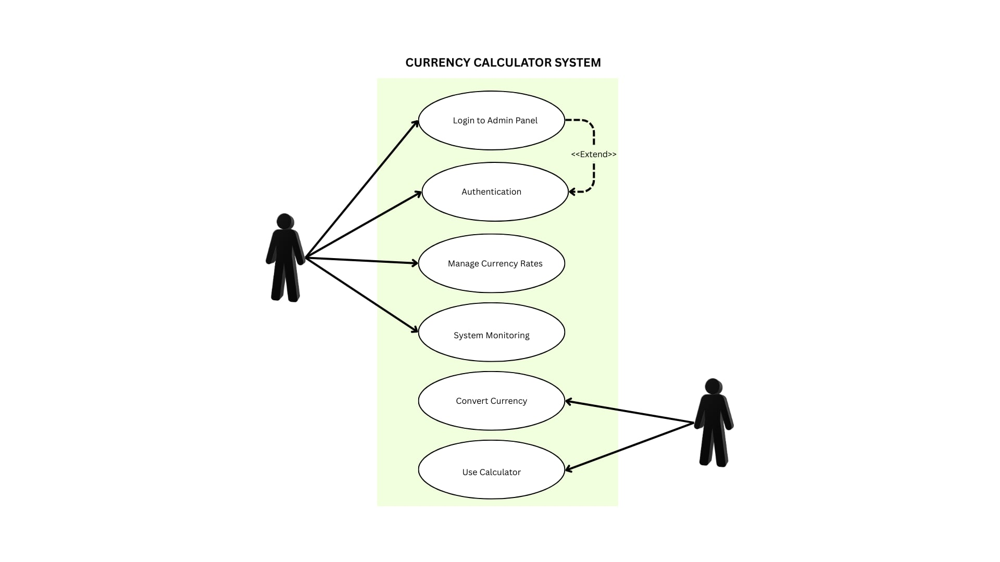 CURRENCY CALCULATOR SYSTEM
Login to Admin Panel
<<Extend>>
Authentication
Manage Currency Rates
System Monitoring
Convert Currency
Use Calculator